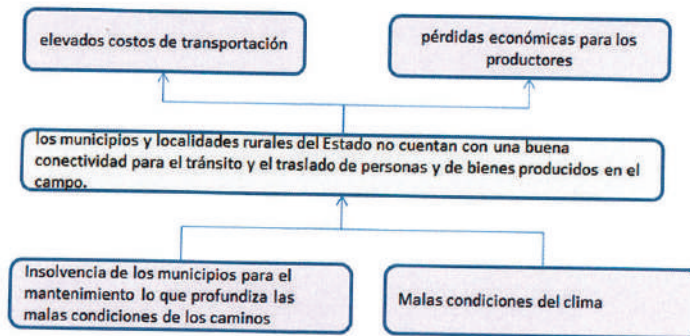 elevados costos de transportación
pérdidas económicas para los
productores
los municipios y localidades rurales del Estado no cuentan con una buena
conectividad para el tránsito y el traslado de personas y de bienes producidos en el
campo.
Insolvencia de los municipios para el
mantenimiento lo que profundiza las
malas condiciones de los caminos
Malas condiciones del clima